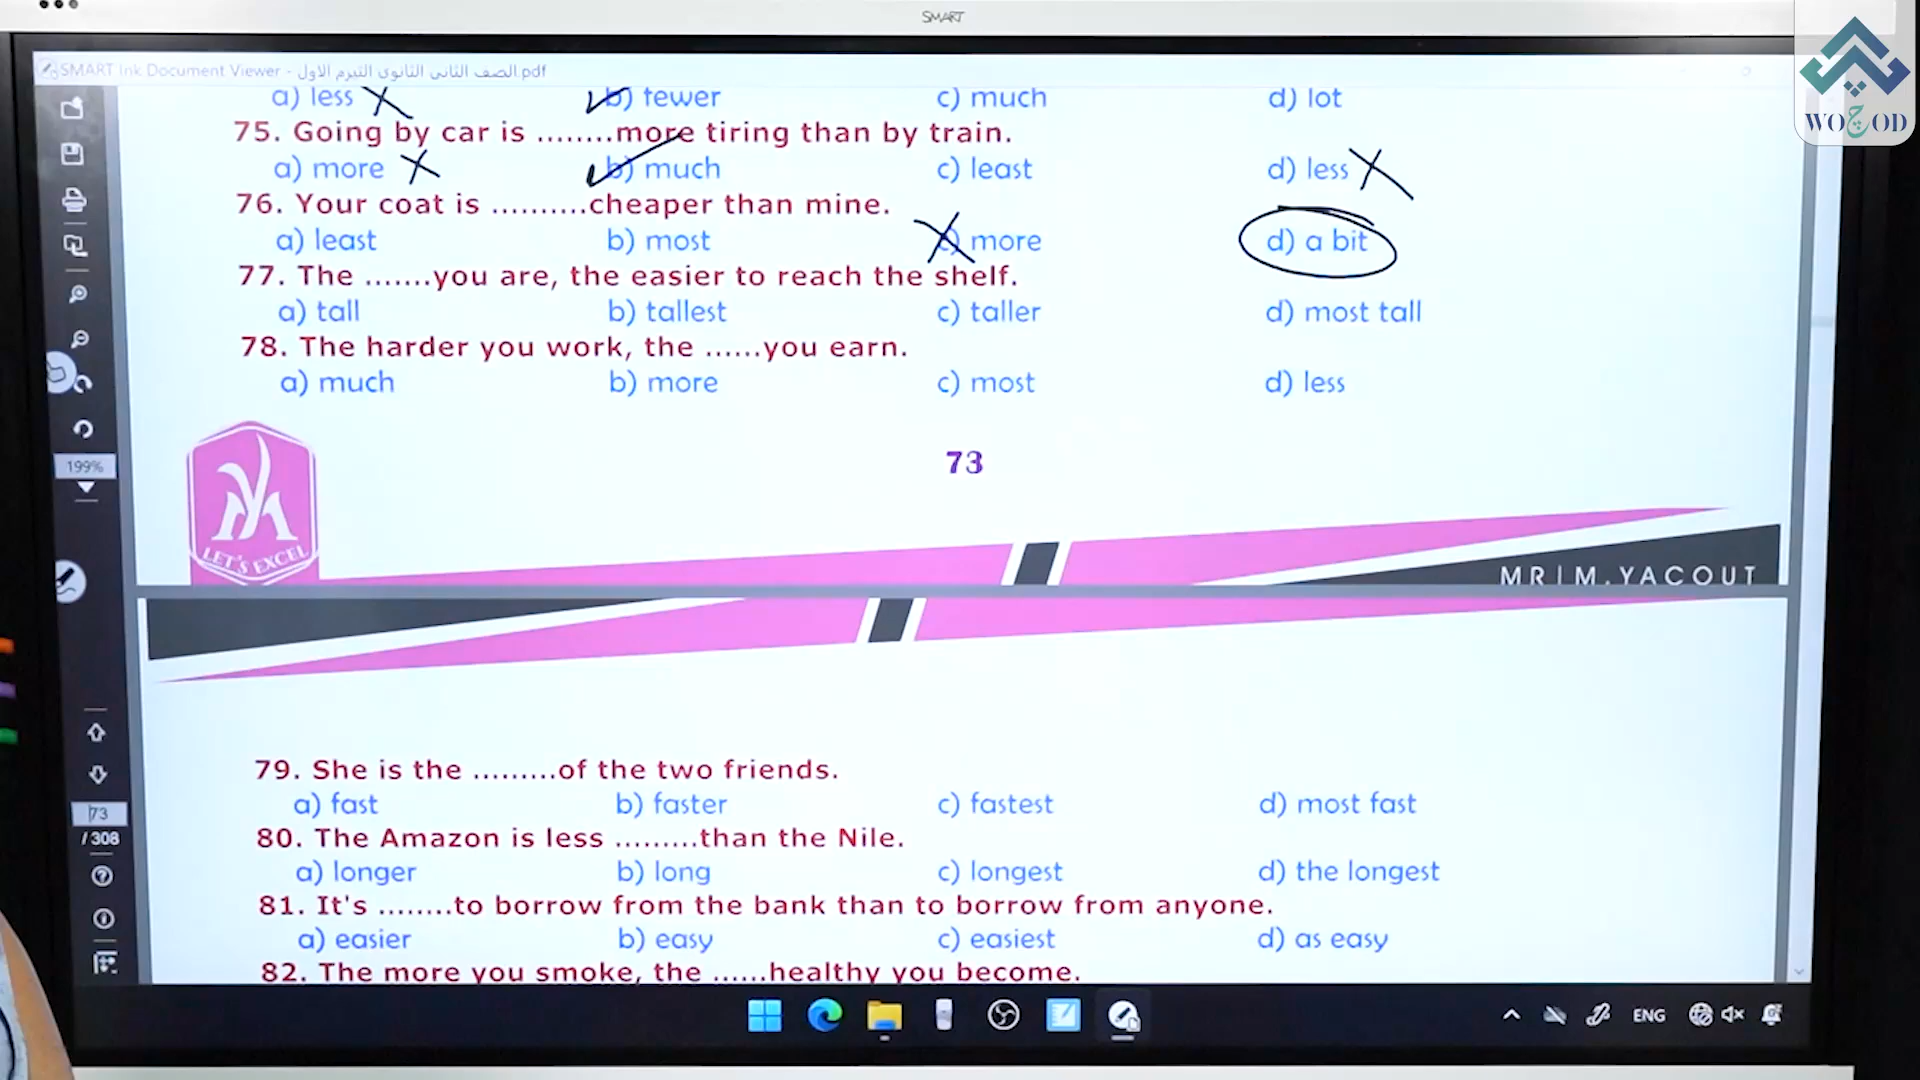 SMART
WOجOD
SMART Ink Document Viewer - الصف الثاني الثانوي التيرم الاول.pdf
a) less b) fewer c) much d) lot
75. Going by car is ........more tiring than by train.
a) more b) much c) least d) less
76. Your coat is ..........cheaper than mine.
a) least b) most c) more d) a bit
77. The .......you are, the easier to reach the shelf.
a) tall b) tallest c) taller d) most tall
78. The harder you work, the ......you earn.
a) much b) more c) most d) less
199%
73
LET'S EXCEL
MR|M.YACOUT
79. She is the .........of the two friends.
a) fast b) faster c) fastest d) most fast
80. The Amazon is less .........than the Nile.
a) longer b) long c) longest d) the longest
81. It's ........to borrow from the bank than to borrow from anyone.
a) easier b) easy c) easiest d) as easy
82. The more you smoke, the ......healthy you become.
73
/ 308
ENG